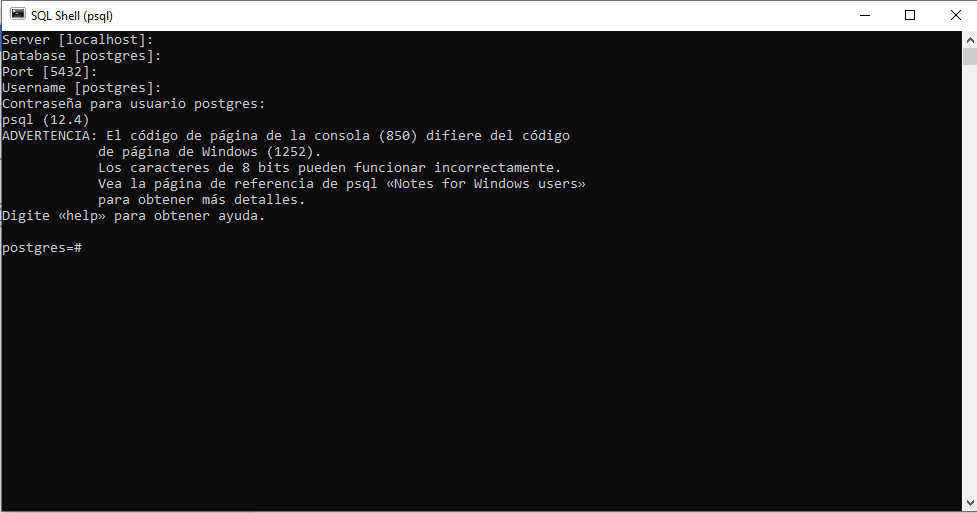 SQL Shell (psql)
Server [localhost]:
Database [postgres]:
Port [5432]:
Username [postgres]:
Contraseña para usuario postgres:
psql (12.4)
ADVERTENCIA: El código de página de la consola (850) difiere del código
de página de Windows (1252).
Los caracteres de 8 bits pueden funcionar incorrectamente.
Vea la página de referencia de psql «Notes for Windows users»
para obtener más detalles.
Digite «help» para obtener ayuda.
postgres=#